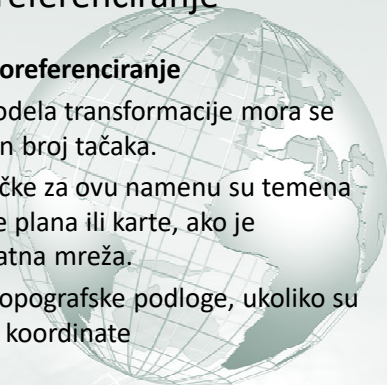 referenciranje
oreferenciranje
odela transformacije mora se
n broj tačaka.
čke za ovu namenu su temena
e plana ili karte, ako je
atna mreža.
opografske podloge, ukoliko su
koordinate